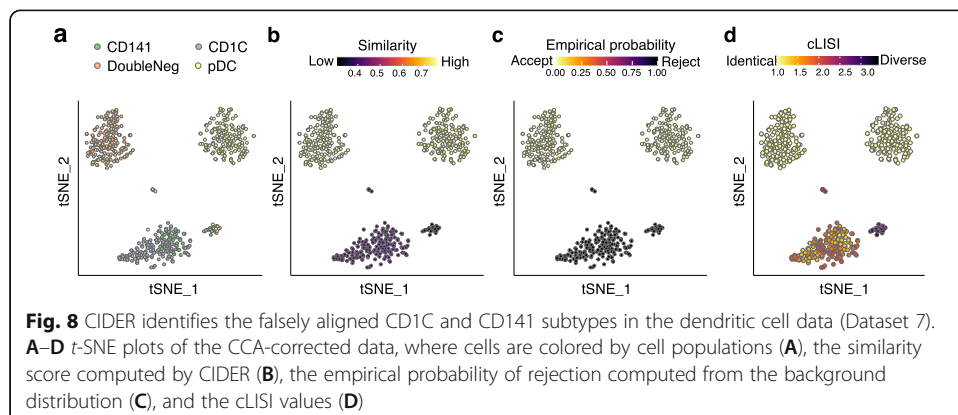 a
CD141
CD1C
DoubleNeg
pDC
tSNE_2
tSNE_1
b
Similarity
Low
High
0.4 0.5 0.6 0.7
tSNE_2
tSNE_1
c
Empirical probability
Accept
Reject
0.00 0.25 0.50 0.75 1.00
tSNE_2
tSNE_1
d
cLISI
Identical
Diverse
1.0 1.5 2.0 2.5 3.0
tSNE_2
tSNE_1
Fig. 8 CIDER identifies the falsely aligned CD1C and CD141 subtypes in the dendritic cell data (Dataset 7).
A–D t-SNE plots of the CCA-corrected data, where cells are colored by cell populations (A), the similarity
score computed by CIDER (B), the empirical probability of rejection computed from the background
distribution (C), and the cLISI values (D)